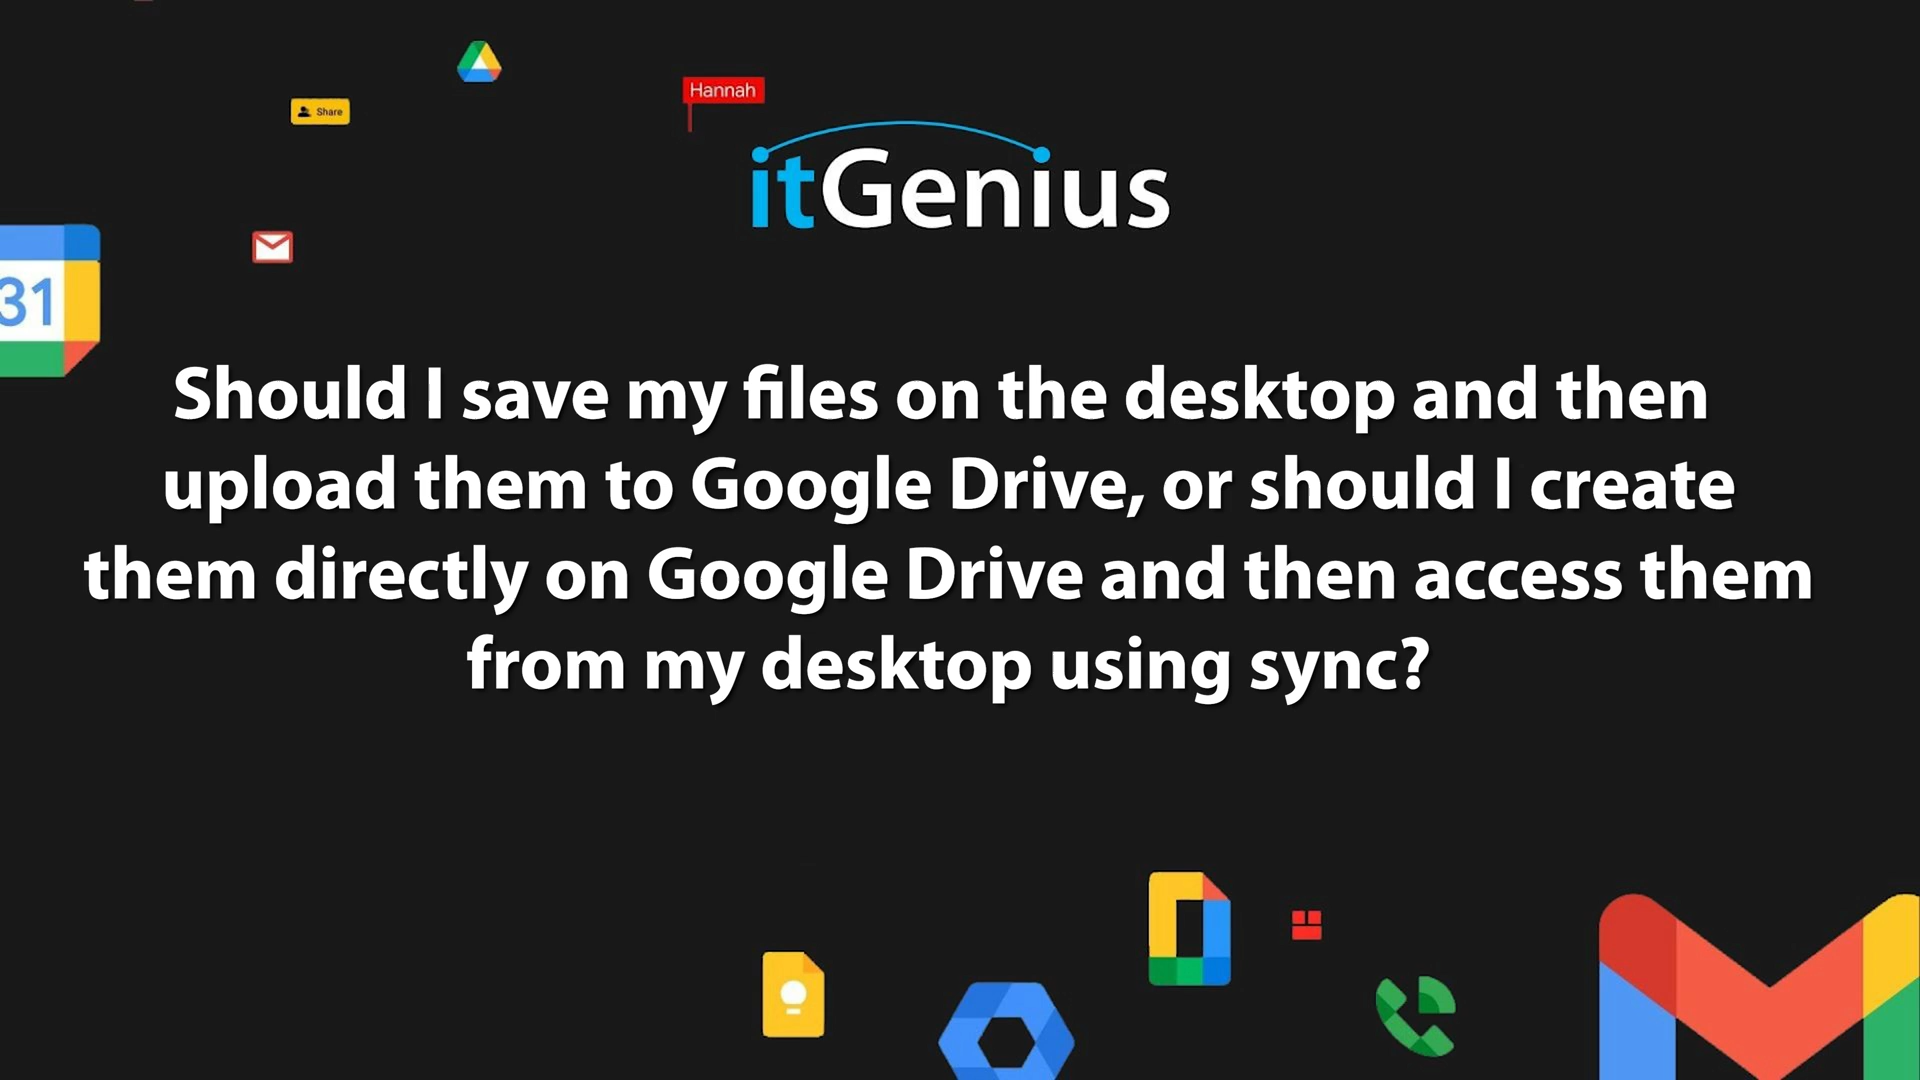 Hannah
Share
itGenius
31
Should I save my files on the desktop and then
upload them to Google Drive, or should I create
them directly on Google Drive and then access them
from my desktop using sync?